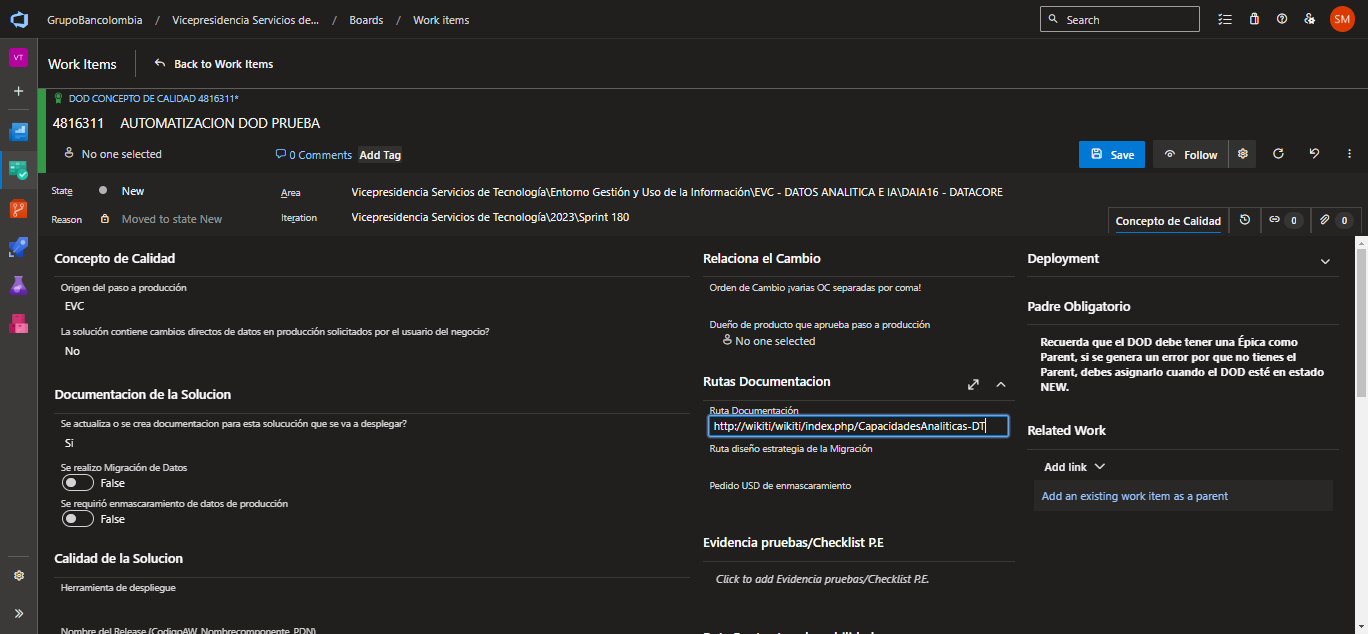 GrupoBancolombia / Vicepresidencia Servicios de... / Boards / Work items
Search
SM
VT
Work Items
Back to Work Items
DOD CONCEPTO DE CALIDAD 4816311*
4816311 AUTOMATIZACION DOD PRUEBA
No one selected
0 Comments
Add Tag
Save
Follow
State
New
Area
Vicepresidencia Servicios de Tecnología\Entorno Gestión y Uso de la Información\EVC - DATOS ANALITICA E IA\DAIA16 - DATACORE
Reason
Moved to state New
Iteration
Vicepresidencia Servicios de Tecnología\2023\Sprint 180
Concepto de Calidad
0
0
Concepto de Calidad
Origen del paso a producción
EVC
La solución contiene cambios directos de datos en producción solicitados por el usuario del negocio?
No
Documentacion de la Solucion
Se actualiza o se crea documentacion para esta solucución que se va a desplegar?
Si
Se realizo Migración de Datos
False
Se requirió enmascaramiento de datos de producción
False
Calidad de la Solucion
Herramienta de despliegue
Nombre del Release (CodigoAW_Nombrecomponente_PDN)
Relaciona el Cambio
Orden de Cambio ¡varias OC separadas por coma!
Dueño de producto que aprueba paso a producción
No one selected
Rutas Documentacion
Ruta Documentación
http://wikiti/wikiti/index.php/CapacidadesAnaliticas-DT
Ruta diseño estrategia de la Migración
Pedido USD de enmascaramiento
Evidencia pruebas/Checklist P.E
Click to add Evidencia pruebas/Checklist P.E.
Deployment
Padre Obligatorio
Recuerda que el DOD debe tener una Épica como
Parent, si se genera un error por que no tienes el
Parent, debes asignarlo cuando el DOD esté en estado
NEW.
Related Work
Add link
Add an existing work item as a parent